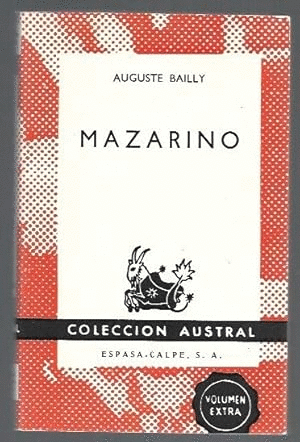 AUGUSTE BAILLY
MAZARINO
COLECCION AUSTRAL
ESPASA-CALPE, S. A.
VOLUMEN
EXTRA